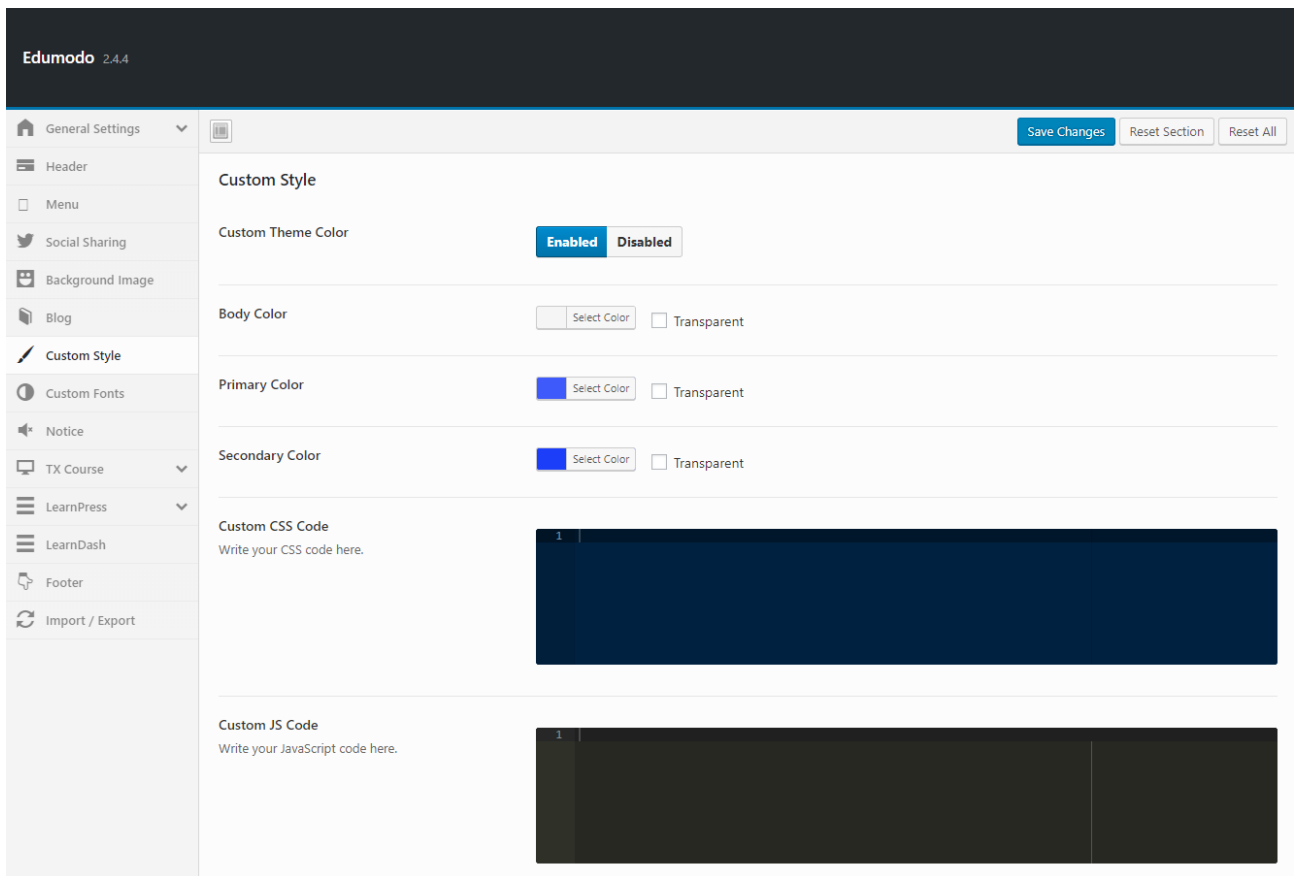 Edumodo 2.4.4
General Settings
Header
Menu
Social Sharing
Background Image
Blog
Custom Style
Custom Fonts
Notice
TX Course
LearnPress
LearnDash
Footer
Import / Export
Save Changes Reset Section Reset All
Custom Style
Custom Theme Color Enabled Disabled
Body Color Select Color Transparent
Primary Color Select Color Transparent
Secondary Color Select Color Transparent
Custom CSS Code
Write your CSS code here.
1
Custom JS Code
Write your JavaScript code here.
1